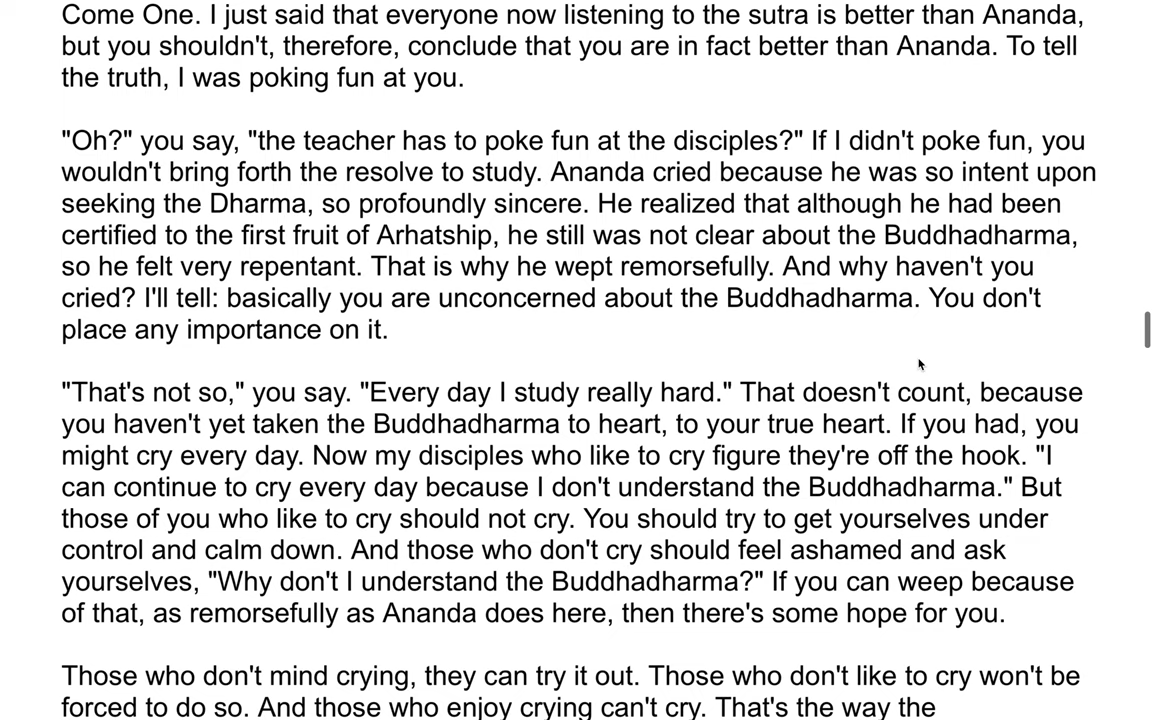 Come One. I just said that everyone now listening to the sutra is better than Ananda,
but you shouldn't, therefore, conclude that you are in fact better than Ananda. To tell
the truth, I was poking fun at you.
"Oh?" you say, "the teacher has to poke fun at the disciples?" If I didn't poke fun, you
wouldn't bring forth the resolve to study. Ananda cried because he was so intent upon
seeking the Dharma, so profoundly sincere. He realized that although he had been
certified to the first fruit of Arhatship, he still was not clear about the Buddhadharma,
so he felt very repentant. That is why he wept remorsefully. And why haven't you
cried? I'll tell: basically you are unconcerned about the Buddhadharma. You don't
place any importance on it.
"That's not so," you say. "Every day I study really hard." That doesn't count, because
you haven't yet taken the Buddhadharma to heart, to your true heart. If you had, you
might cry every day. Now my disciples who like to cry figure they're off the hook. "I
can continue to cry every day because I don't understand the Buddhadharma." But
those of you who like to cry should not cry. You should try to get yourselves under
control and calm down. And those who don't cry should feel ashamed and ask
yourselves, "Why don't I understand the Buddhadharma?" If you can weep because
of that, as remorsefully as Ananda does here, then there's some hope for you.
Those who don't mind crying, they can try it out. Those who don't like to cry won't be
forced to do so. And those who enjoy crying can't cry. That's the way the